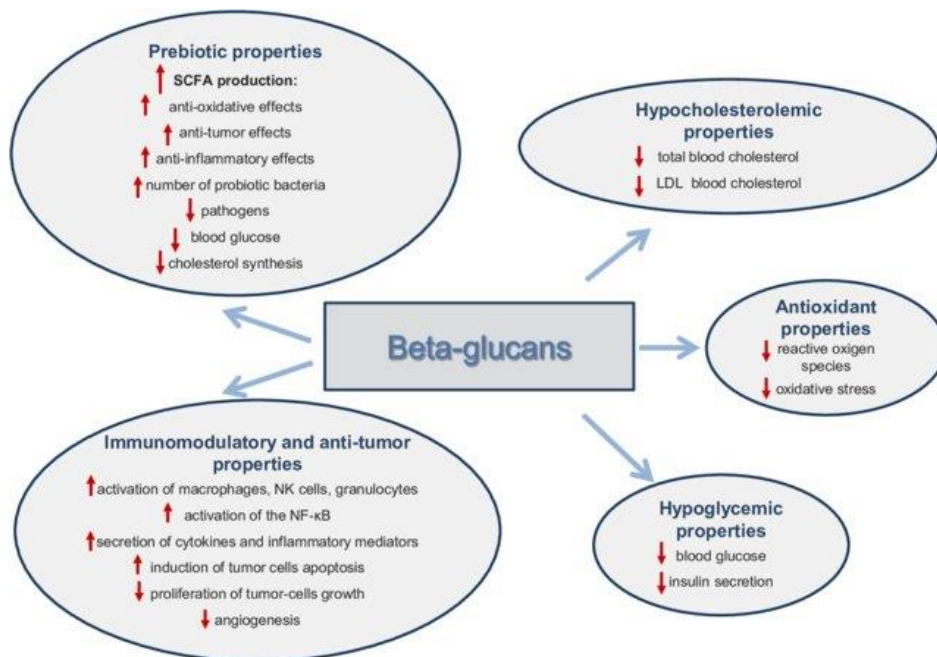 Prebiotic properties
SCFA production:
anti-oxidative effects
anti-tumor effects
anti-inflammatory effects
number of probiotic bacteria
pathogens
blood glucose
cholesterol synthesis
Hypocholesterolemic
properties
total blood cholesterol
LDL blood cholesterol
Beta-glucans
Antioxidant
properties
reactive oxigen
species
oxidative stress
Immunomodulatory and anti-tumor
properties
activation of macrophages, NK cells, granulocytes
activation of the NF-κB
secretion of cytokines and inflammatory mediators
induction of tumor cells apoptosis
proliferation of tumor-cells growth
angiogenesis
Hypoglycemic
properties
blood glucose
insulin secretion